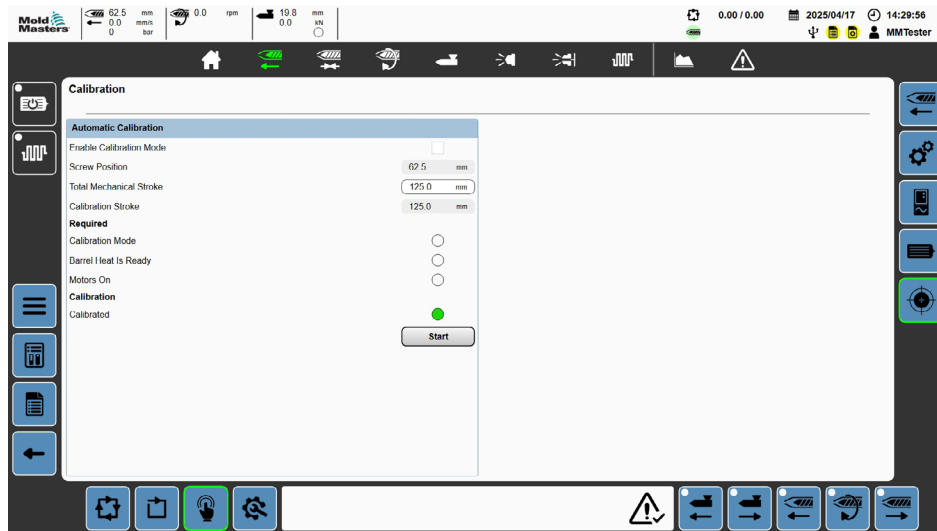 Mold
Masters
62.5 mm
0.0 mm/s
0 bar
0.0 rpm
19.8 mm
0.0 kN
0.00 / 0.00
2025/04/17
14:29:56
MMTester
Calibration
Automatic Calibration
Enable Calibration Mode
Screw Position 62.5 mm
Total Mechanical Stroke 125.0 mm
Calibration Stroke 125.0 mm
Required
Calibration Mode
Barrel Heat Is Ready
Motors On
Calibration
Calibrated
Start